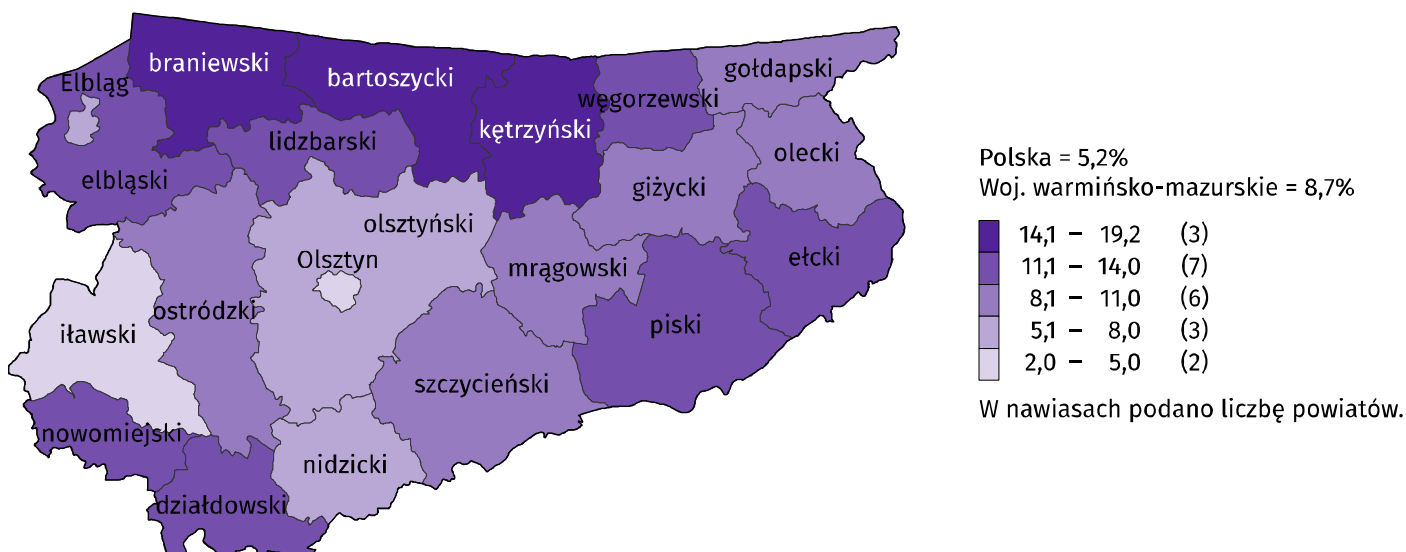 braniewski
bartoszycki
gołdapski
Elbląg
węgorzewski
kętrzyński
lidzbarski
olecki
elbląski
giżycki
olsztyński
Olsztyn
mrągowski
ełcki
ostródzki
iławski
piski
szczycieński
nowomiejski
nidzicki
działdowski
Polska = 5,2%
Woj. warmińsko-mazurskie = 8,7%
14,1 – 19,2 (3)
11,1 – 14,0 (7)
8,1 – 11,0 (6)
5,1 – 8,0 (3)
2,0 – 5,0 (2)
W nawiasach podano liczbę powiatów.